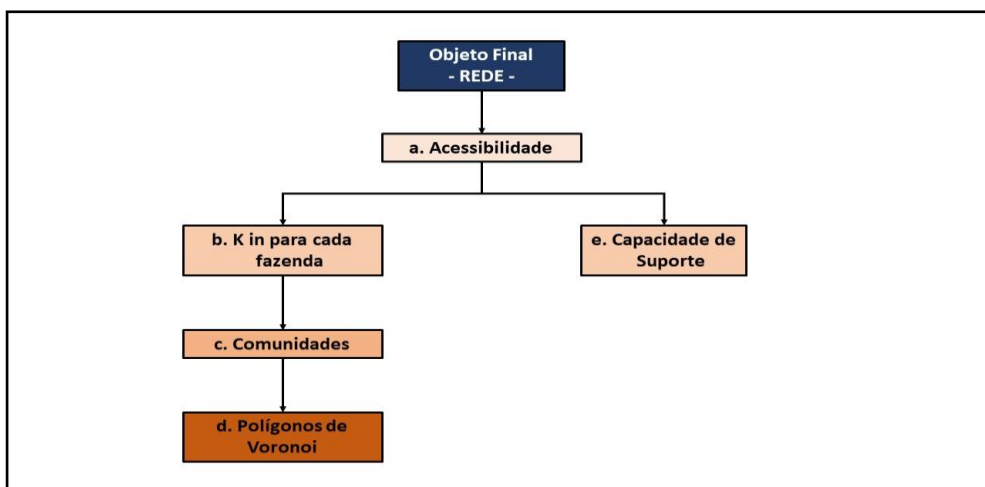 Objeto Final
- REDE -
a. Acessibilidade
b. K in para cada
fazenda
e. Capacidade de
Suporte
c. Comunidades
d. Polígonos de
Voronoi